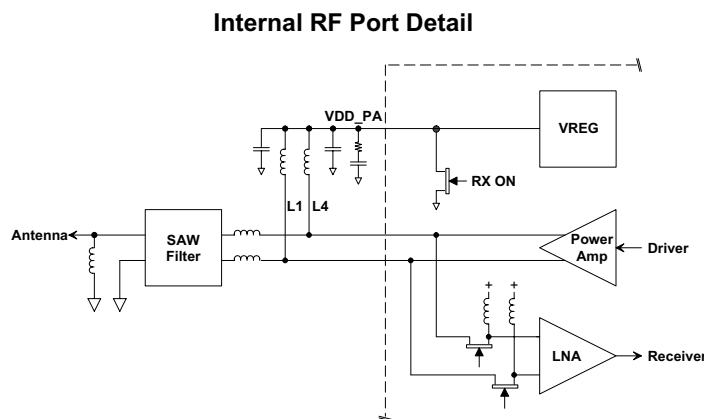 Internal RF Port Detail
VDD_PA
VREG
RX ON
L1
L4
Antenna
SAW
Filter
Power
Amp
Driver
+
+
LNA
Receiver